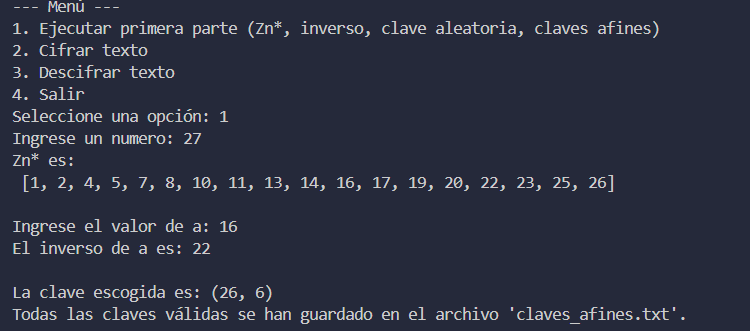 --- Menú ---
1. Ejecutar primera parte (Zn*, inverso, clave aleatoria, claves afines)
2. Cifrar texto
3. Descifrar texto
4. Salir
Seleccione una opción: 1
Ingrese un numero: 27
Zn* es:
[1, 2, 4, 5, 7, 8, 10, 11, 13, 14, 16, 17, 19, 20, 22, 23, 25, 26]
Ingrese el valor de a: 16
El inverso de a es: 22
La clave escogida es: (26, 6)
Todas las claves válidas se han guardado en el archivo 'claves_afines.txt'.